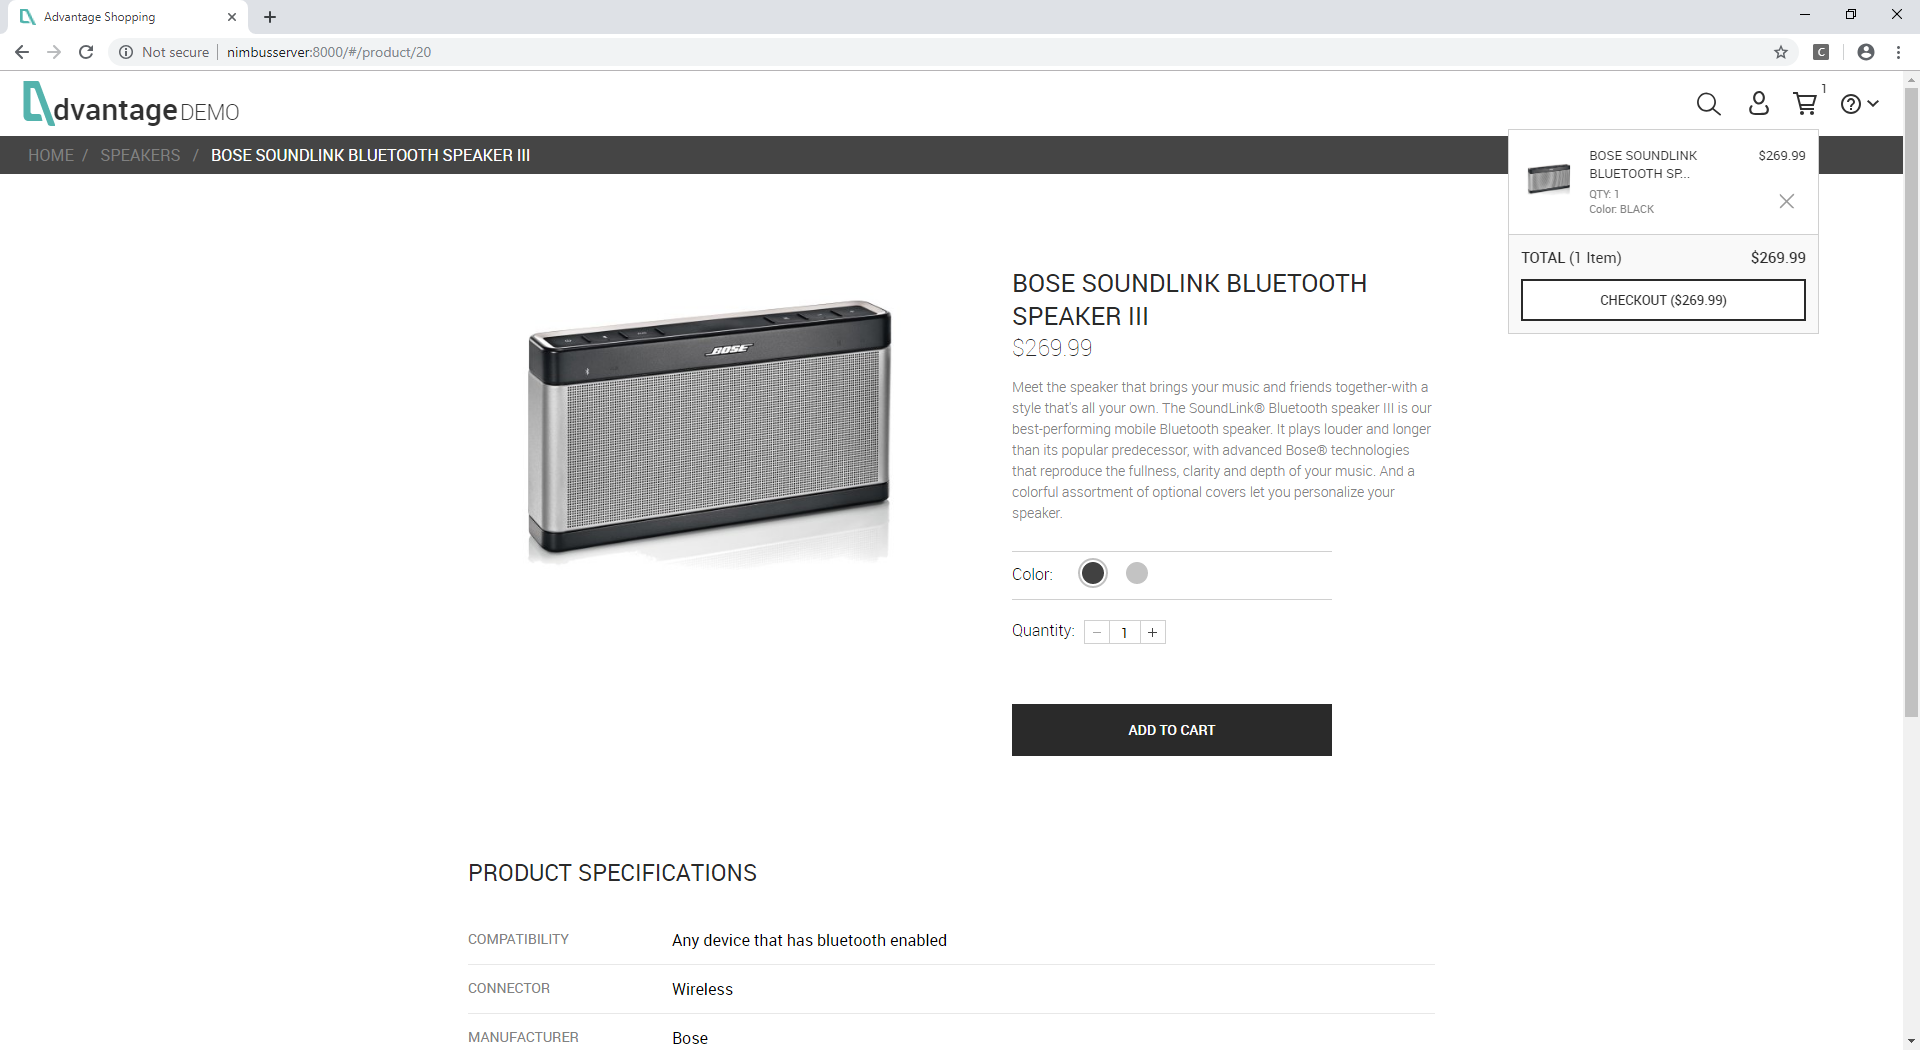 Advantage Shopping
Not secure
nimbusserver:8000/#/product/20
dvantage DEMO
1
HOME / SPEAKERS / BOSE SOUNDLINK BLUETOOTH SPEAKER III
BOSE SOUNDLINK
BLUETOOTH SP...
$269.99
QTY: 1
Color: BLACK
TOTAL (1 Item)
$269.99
CHECKOUT ($269.99)
BOSE
BOSE SOUNDLINK BLUETOOTH
SPEAKER III
$269.99
Meet the speaker that brings your music and friends together-with a
style that's all your own. The SoundLink® Bluetooth speaker III is our
best-performing mobile Bluetooth speaker. It plays louder and longer
than its popular predecessor, with advanced Bose® technologies
that reproduce the fullness, clarity and depth of your music. And a
colorful assortment of optional covers let you personalize your
speaker.
Color:
Quantity: − 1 +
ADD TO CART
PRODUCT SPECIFICATIONS
COMPATIBILITY Any device that has bluetooth enabled
CONNECTOR Wireless
MANUFACTURER Bose